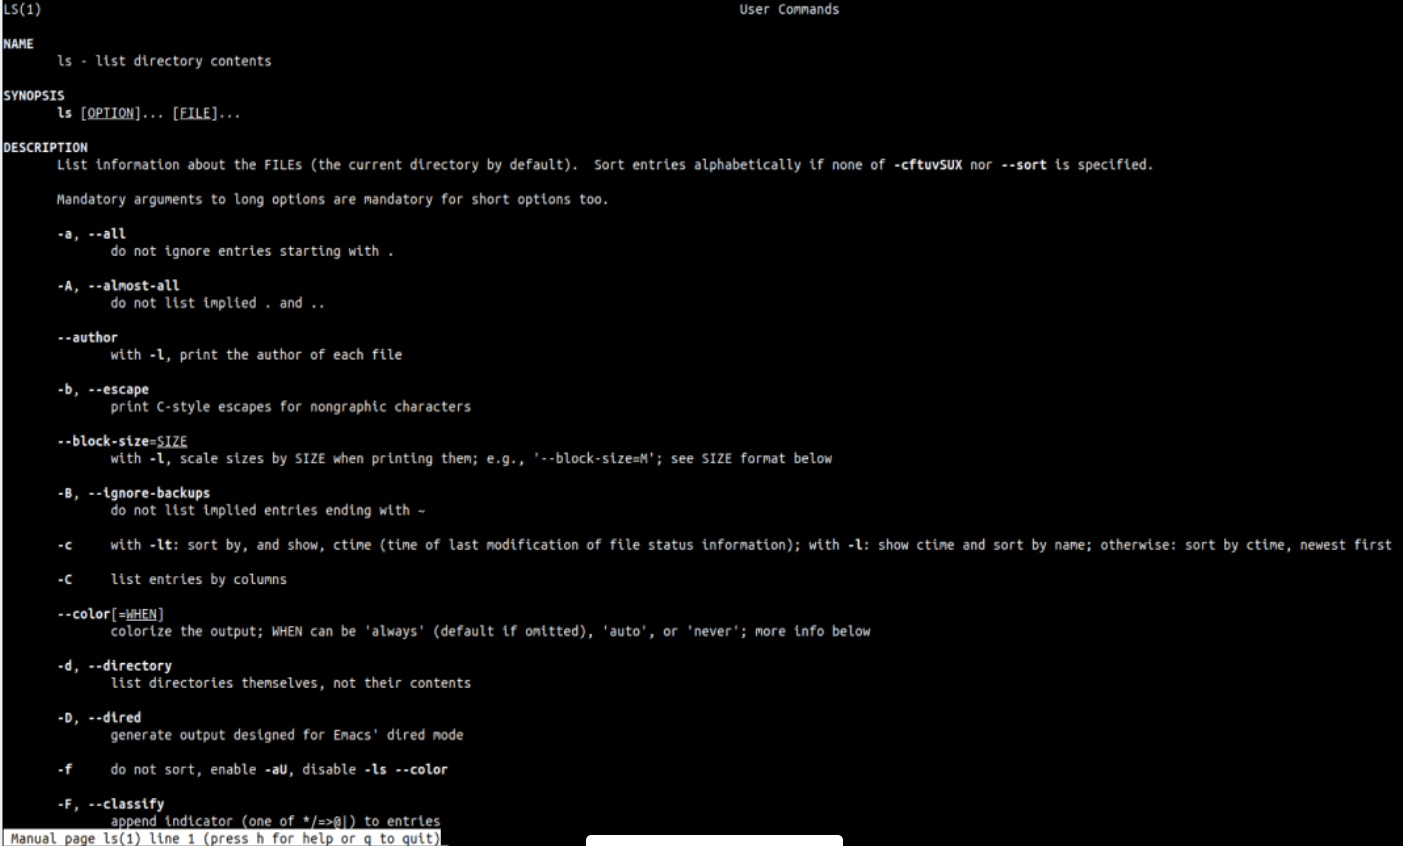 LS(1) User Commands
NAME
ls - list directory contents
SYNOPSIS
ls [OPTION]... [FILE]...
DESCRIPTION
List information about the FILEs (the current directory by default).  Sort entries alphabetically if none of -cftuvSUX nor --sort is specified.
Mandatory arguments to long options are mandatory for short options too.
-a, --all
do not ignore entries starting with .
-A, --almost-all
do not list implied . and ..
--author
with -l, print the author of each file
-b, --escape
print C-style escapes for nongraphic characters
--block-size=SIZE
with -l, scale sizes by SIZE when printing them; e.g., '--block-size=M'; see SIZE format below
-B, --ignore-backups
do not list implied entries ending with ~
-c with -lt: sort by, and show, ctime (time of last modification of file status information); with -l: show ctime and sort by name; otherwise: sort by ctime, newest first
-C list entries by columns
--color[=WHEN]
colorize the output; WHEN can be 'always' (default if omitted), 'auto', or 'never'; more info below
-d, --directory
list directories themselves, not their contents
-D, --dired
generate output designed for Emacs' dired mode
-f do not sort, enable -aU, disable -ls --color
-F, --classify
append indicator (one of */=>@|) to entries
Manual page ls(1) line 1 (press h for help or q to quit)